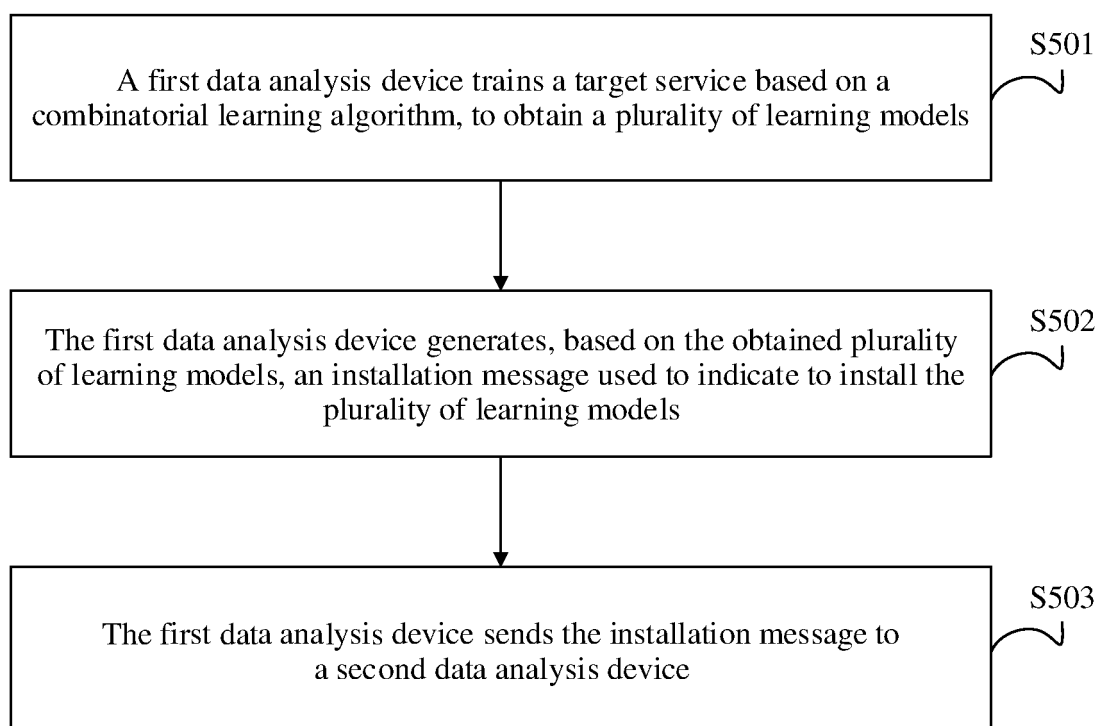 S501
A first data analysis device trains a target service based on a
combinatorial learning algorithm, to obtain a plurality of learning models
S502
The first data analysis device generates, based on the obtained plurality
of learning models, an installation message used to indicate to install the
plurality of learning models
S503
The first data analysis device sends the installation message to
a second data analysis device